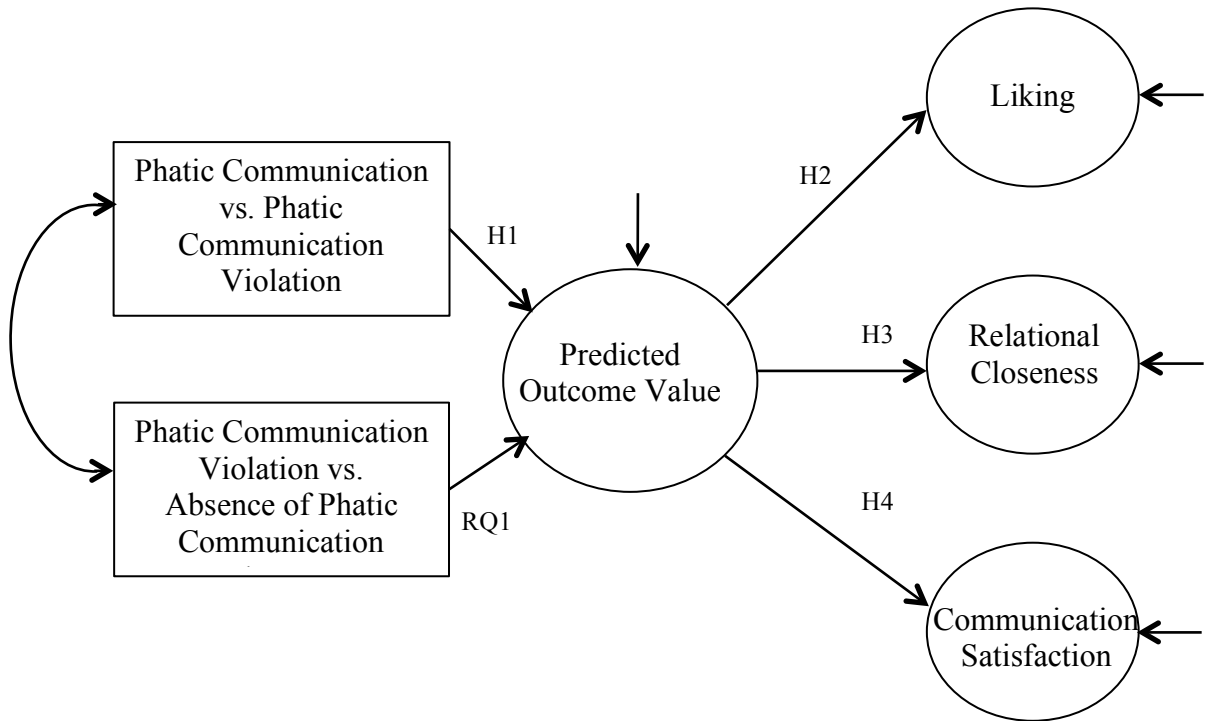 Liking
Phatic Communication
vs. Phatic
Communication
Violation
H1
H2
Predicted
Outcome Value
H3
Relational
Closeness
Phatic Communication
Violation vs.
Absence of Phatic
Communication
RQ1
H4
Communication
Satisfaction